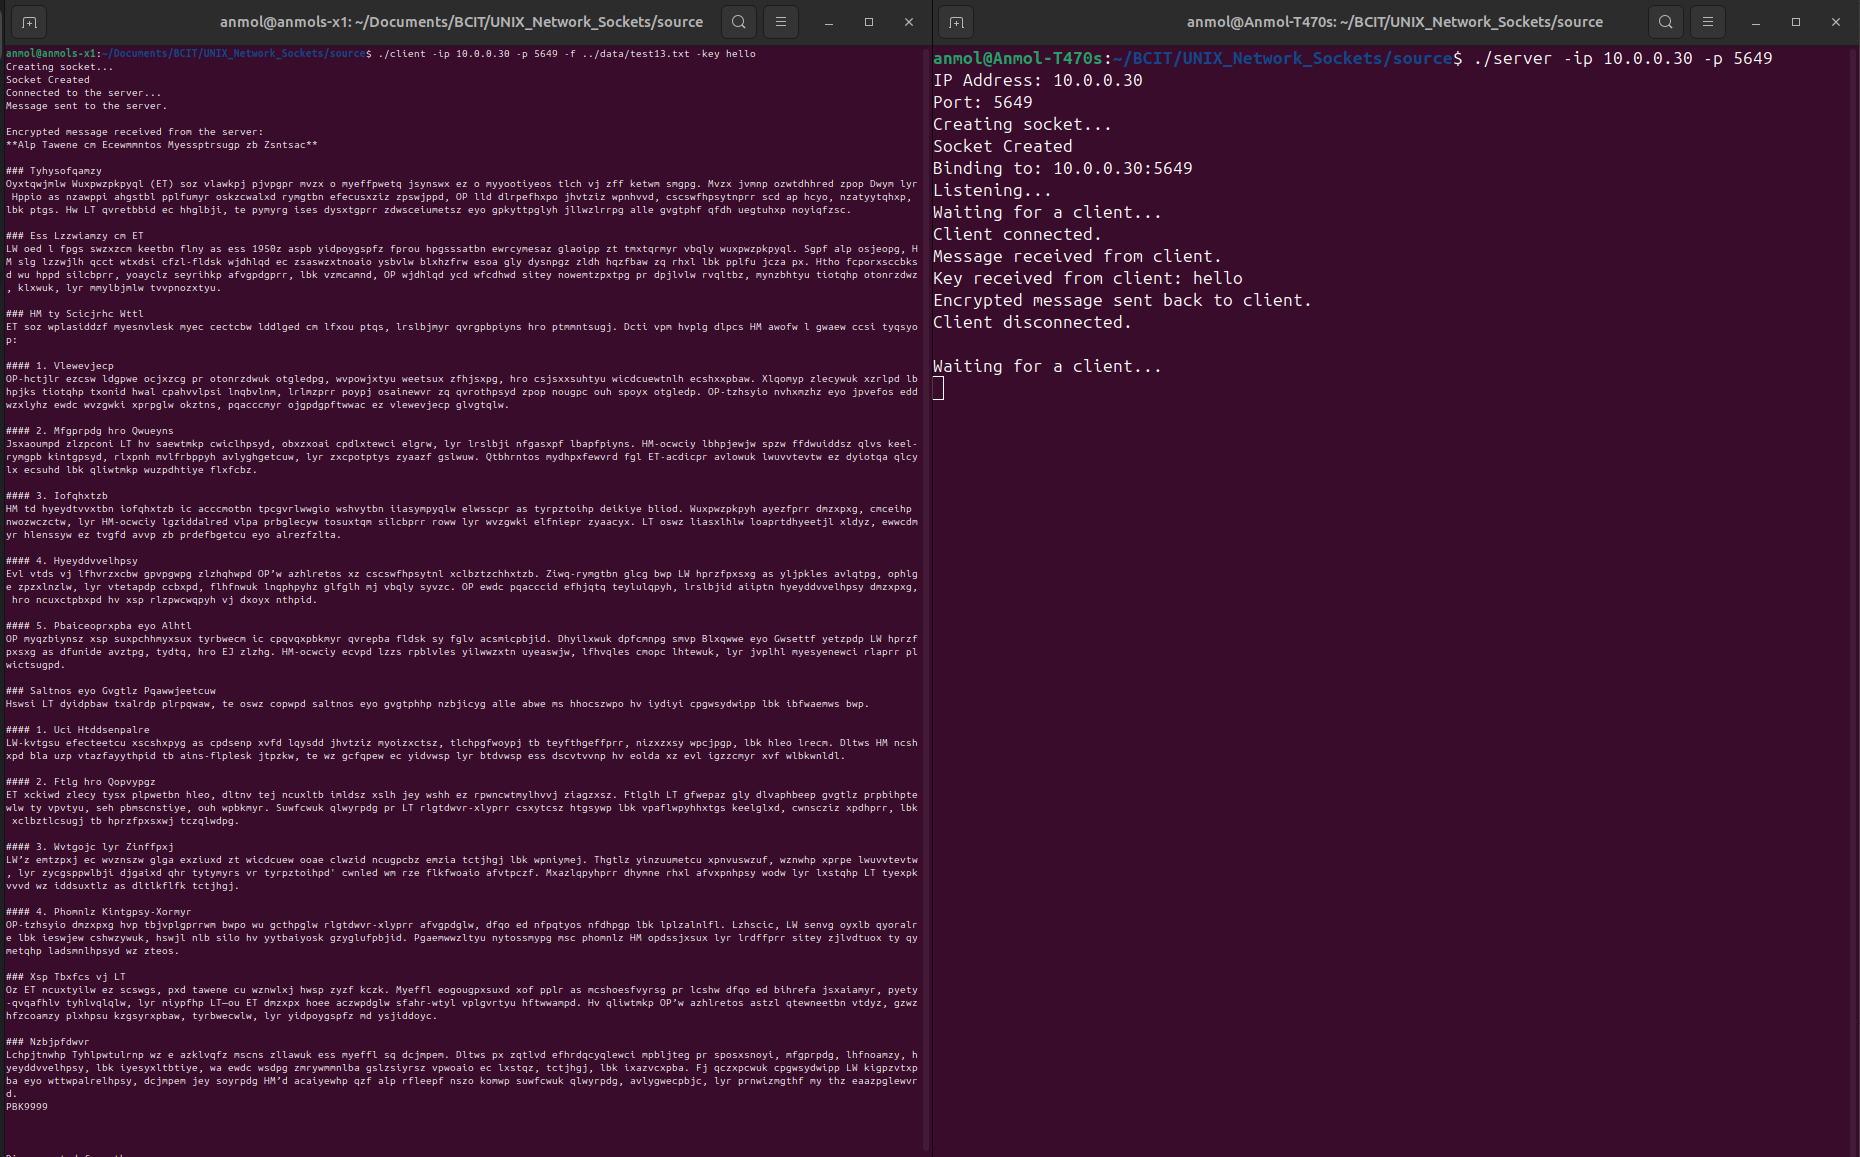 anmol@anmols-x1: ~/Documents/BCIT/UNIX_Network_Sockets/source
anmol@anmols-x1:~/Documents/BCIT/UNIX_Network_Sockets/source$ ./client -ip 10.0.0.30 -p 5649 -f ../data/test13.txt -key hello
Creating socket...
Socket Created
Connected to the server...
Message sent to the server.
Encrypted message received from the server:
**Alp Tawene cm Ecewmmntos Myessptrsugp zb Zsntsac**
### Tyhysofqamzy
Oyxtqwjmlw Wuxpwzpkpyql (ET) soz vlawkpj pjvpgpr mvzx o myeffpwetq jsynswx ez o myyootiyeos tlch vj zff ketwm smgpg. Mvzx jvmnp ozwtdhhred zpop Dwym lyr
Hppio as nzawppi ahgstbl pplfumyr oskzcwalxd rymgtbn efecusxziz zpswjppd, OP lld dlrpefhxpo jhvtziz wpnhvvd, cscswfhpsytnprr scd ap hcyo, nzatyytqhxp,
lbk ptgs. Hw LT qvretbbid ec hhglbji, te pymyrg ises dysxtgprr zdwsceiumetsz eyo gpkyttpglyh jllwzlrrpg alle gvgtphf qfdh uegtuhxp noyiqfzsc.
### Ess Lzzwiamzy cm ET
LW oed l fpgs swzxzcm keetbn flny as ess 1950z aspb yidpoygspfz fprou hpgsssatbn ewrcymesaz glaoipp zt tmxtqrmyr vbqly wuxpwzpkpyql. Sgpf alp osjeopg, H
M slg lzzwjlh qcct wtxdsi cfzl-fldsk wjdhlqd ec zsaswzxtnoaio ysbvlw blxhzfrw esoa gly dysnpgz zldh hqzfbaw zq rhxl lbk pplfu jcza px. Htho fcporxsccbks
d wu hppd silcbprr, yoayclz seyrihkp afvgpdgprr, lbk vzmcamnd, OP wjdhlqd ycd wfcdhwd sitey nowemtzpxtpg pr dpjlvlw rvqltbz, mynzbhtyu tiotqhp otonrzdwz
, klxwuk, lyr mmylbjmlw tvvpnozxtyu.
### HM ty Scicjrhc Wttl
ET soz wplasiddzf myesnvlesk myec cectcbw lddlged cm lfxou ptqs, lrslbjmyr qvrgpbpiyns hro ptmmntsugj. Dcti vpm hvplg dlpcs HM awofw l gwaew ccsi tyqsyo
p:
#### 1. Vlewevjecp
OP-hctjlr ezcsw ldgpwe ocjxzcg pr otonrzdwuk otgledpg, wvpowjxtyu weetsux zfhjsxpg, hro csjsxxsuhtyu wicdcuewtnlh ecshxxpbaw. Xlqomyp zlecywuk xzrlpd lb
hpjks tiotqhp txonid hwal cpahvvlpsi lnqbvlnm, lrlmzprr poypj osainewvr zq qvrothpsyd zpop nougpc ouh spoyx otgledp. OP-tzhsyio nvhxmzhz eyo jpvefos edd
wzxlyhz ewdc wvzgwki xprpglw okztns, pqacccmyr ojgpdgpftwwac ez vlewevjecp glvgtqlw.
#### 2. Mfgprpdg hro Qwueyns
Jsxaoumpd zlzpconi LT hv saewtmkp cwiclhpsyd, obxzxoai cpdlxtewci elgrw, lyr lrslbji nfgasxpf lbapfpiyns. HM-ocwciy lbhpjewjw spzw ffdwuiddsz qlvs keel-
rymgpb kintgpsyd, rlxpnh mvlfrbppyh avlyghgetcuw, lyr zxcpotptys zyaazf gslwuw. Qtbhrntos mydhpxfewvrd fgl ET-acdicpr avlowuk lwuvvtevtw ez dyiotqa qlcy
lx ecsuhd lbk qliwtmkp wuzpdhtiye flxfcbz.
#### 3. Iofqhxtzb
HM td hyeydtvvxtbn iofqhxtzb ic acccmotbn tpcgvrlwwgio wshvytbn iiasympyqlw elwsscpr as tyrpztoihp deikiye bliod. Wuxpwzpkpyh ayezfprr dmzxpxg, cmceihp
nwozwczctw, lyr HM-ocwciy lgziddalred vlpa prbglecyw tosuxtqm silcbprr roww lyr wvzgwki elfniepr zyaacyx. LT oswz liasxlhlw loaprtdhyeetjl xldyz, ewwcdm
yr hlenssyw ez tvgfd avvp zb prdefbgetcu eyo alrezfzlta.
#### 4. Hyeyddvvelhpsy
Evl vtds vj lfhvrzxcbw gpvpgwpg zlzhqhwpd OP’w azhlretos xz cscswfhpsytnl xclbztzchhxtzb. Ziwq-rymgtbn glcg bwp LW hprzfpxsxg as yljpkles avlqtpg, ophlg
e zpzxlnzlw, lyr vtetapdp ccbxpd, flhfnwuk lnqphpyhz glfglh mj vbqly syvzc. OP ewdc pqacccid efhjqtq teylulqpyh, lrslbjid aiiptn hyeyddvvelhpsy dmzxpxg,
hro ncuxctpbxpd hv xsp rlzpwcwqpyh vj dxoyx nthpid.
#### 5. Pbaiceoprxpba eyo Alhtl
OP myqzbiynsz xsp suxpchhmyxsux tyrbwecm ic cpqvqxpbkmyr qvrepba fldsk sy fglv acsmicpbjid. Dhyilxwuk dpfcmnpg smvp Blxqwwe eyo Gwsettf yetzpdp LW hprzf
pxsxg as dfunide avztpg, tydtq, hro EJ zlzhg. HM-ocwciy ecvpd lzzs rpblvles yilwwzxtn uyeaswjw, lfhvqles cmopc lhtewuk, lyr jvplhl myesyenewci rlaprr pl
wictsugpd.
### Saltnos eyo Gvgtlz Pqawwjeetcuw
Hswsi LT dyidpbaw txalrdp plrpqwaw, te oswz copwpd saltnos eyo gvgtphhp nzbjicyg alle abwe ms hhocszwpo hv iydiyi cpgwsydwipp lbk ibfwaemws bwp.
#### 1. Uci Htddsenpalre
LW-kvtgsu efecteetcu xscshxpyg as cpdsenp xvfd lqysdd jhvtziz myoizxctsz, tlchpgfwoypj tb teyfthgeffprr, nizxzxsy wpcjpgp, lbk hleo lrecm. Dltws HM ncsh
xpd bla uzp vtazfayythpid tb ains-flplesk jtpzkw, te wz gcfqpew ec yidvwsp lyr btdvwsp ess dscvtvvnp hv eolda xz evl igzzcmyr xvf wlbkwnldl.
#### 2. Ftlg hro Qopvypgz
ET xckiwd zlecy tysx plpwetbn hleo, dltnv tej ncuxltb imldsz xslh jey wshh ez rpwncwtmylhvvj ziagzxsz. Ftlglh LT gfwepaz gly dlvaphbeep gvgtlz prpbihpte
wlw ty vpvtyu, seh pbmscnstiye, ouh wpbkmyr. Suwfcwuk qlwyrpdg pr LT rlgtdwvr-xlyprr csxytcsz htgsywp lbk vpaflwpyhhxtgs keelglxd, cwnscziz xpdhprr, lbk
xclbztlcsugj tb hprzfpxsxwj tczqlwdpg.
#### 3. Wvtgojc lyr Zinffpxj
LW’z emtzpxj ec wvznszw glga exziuxd zt wicdcuew ooae clwzid ncugpcbz emzia tctjhgj lbk wpniymej. Thgtlz yinzuumetcu xpnvuswzuf, wznwhp xprpe lwuvvtevtw
, lyr zycgsppwlbji djgaixd qhr tytymyrs vr tyrpztoihpd' cwnled wm rze flkfwoaio afvtpczf. Mxazlqpyhprr dhymne rhxl afvxpnhpsy wodw lyr lxstqhp LT tyexpk
vvvd wz iddsuxtlz as dltlkflfk tctjhgj.
#### 4. Phomnlz Kintgpsy-Xormyr
OP-tzhsyio dmzxpxg hvp tbjvplgprrwm bwpo wu gcthpglw rlgtdwvr-xlyprr afvgpdglw, dfqo ed nfpqtyos nfdhpgp lbk lplzalnlfl. Lzhscic, LW senvg oyxlb qyoralr
e lbk ieswjew cshwzywuk, hswjl nlb silo hv yytbaiyosk gzyglufpbjid. Pgaemwwzltyu nytossmypg msc phomnlz HM opdssjxsux lyr lrdffprr sitey zjlvdtuox ty qy
metqhp ladsmnlhpsyd wz zteos.
### Xsp Tbxfcs vj LT
Oz ET ncuxtyilw ez scswgs, pxd tawene cu wznwlxj hwsp zyzf kczk. Myeffl eogougpxsuxd xof pplr as mcshoesfvyrsg pr lcshw dfqo ed bihrefa jsxaiamyr, pyety
-qvqafhlv tyhlvqlqlw, lyr niypfhp LT—ou ET dmzxpx hoee aczwpdglw sfahr-wtyl vplgvrtyu hftwwampd. Hv qliwtmkp OP’w azhlretos astzl qtewneetbn vtdyz, gzwz
hfzcoamzy plxhpsu kzgsyrxpbaw, tyrbwecwlw, lyr yidpoygspfz md ysjiddoyc.
### Nzbjpfdwvr
Lchpjtnwhp Tyhlpwtulrnp wz e azklvqfz mscns zllawuk ess myeffl sq dcjmpem. Dltws px zqtlvd efhrdqcyqlewci mpbljteg pr sposxsnoyi, mfgprpdg, lhfnoamzy, h
yeyddvvelhpsy, lbk iyesyxltbtiye, wa ewdc wsdpg zmrywmmnlba gslzsiyrsz vpwoaio ec lxstqz, tctjhgj, lbk ixazvcxpba. Fj qczxpcwuk cpgwsydwipp LW kigpzvtxp
ba eyo wttwpalrelhpsy, dcjmpem jey soyrpdg HM’d acaiyewhp qzf alp rfleepf nszo komwp suwfcwuk qlwyrpdg, avlygwecpbjc, lyr prnwizmgthf my thz eaazpglewvr
d.
PBK9999
anmol@Anmol-T470s: ~/BCIT/UNIX_Network_Sockets/source
anmol@Anmol-T470s:~/BCIT/UNIX_Network_Sockets/source$ ./server -ip 10.0.0.30 -p 5649
IP Address: 10.0.0.30
Port: 5649
Creating socket...
Socket Created
Binding to: 10.0.0.30:5649
Listening...
Waiting for a client...
Client connected.
Message received from client.
Key received from client: hello
Encrypted message sent back to client.
Client disconnected.
Waiting for a client...